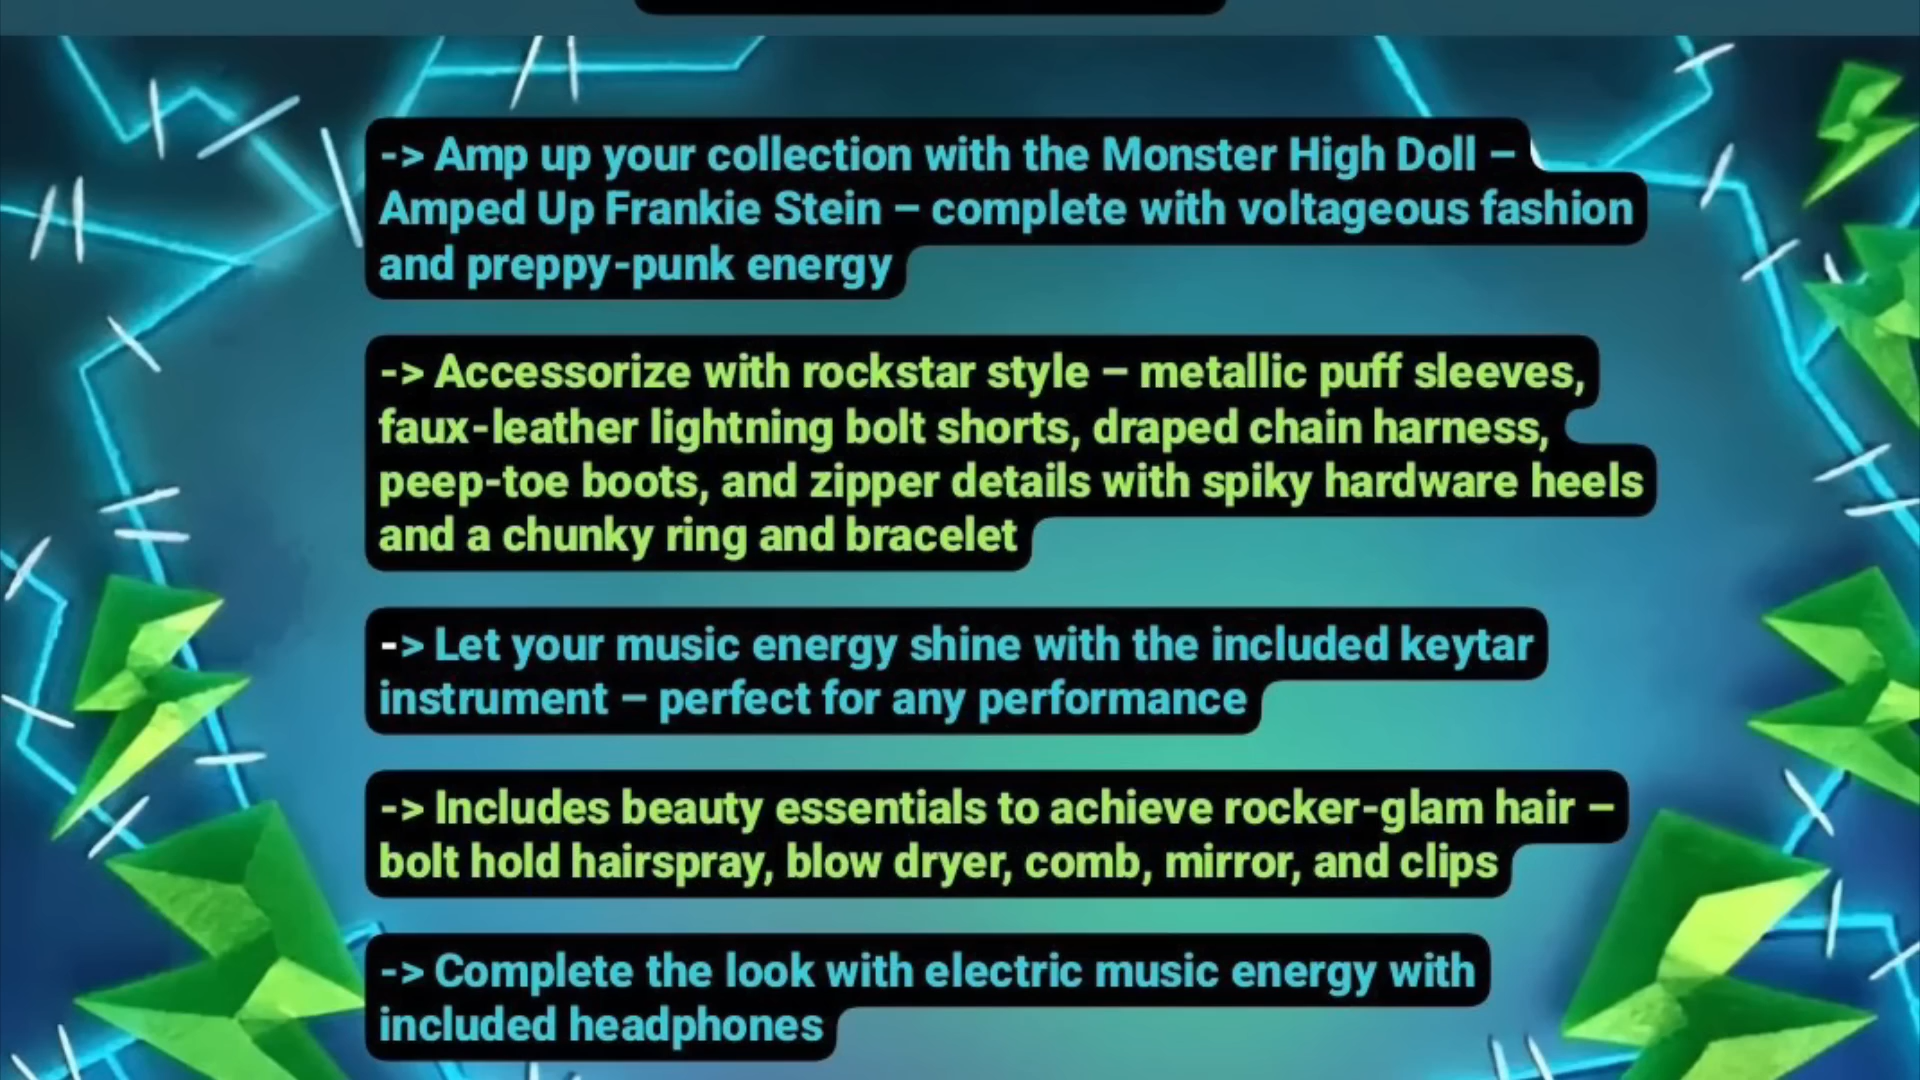 -> Amp up your collection with the Monster High Doll –
Amped Up Frankie Stein – complete with voltageous fashion
and preppy-punk energy
-> Accessorize with rockstar style – metallic puff sleeves,
faux-leather lightning bolt shorts, draped chain harness,
peep-toe boots, and zipper details with spiky hardware heels
and a chunky ring and bracelet
-> Let your music energy shine with the included keytar
instrument – perfect for any performance
-> Includes beauty essentials to achieve rocker-glam hair –
bolt hold hairspray, blow dryer, comb, mirror, and clips
-> Complete the look with electric music energy with
included headphones